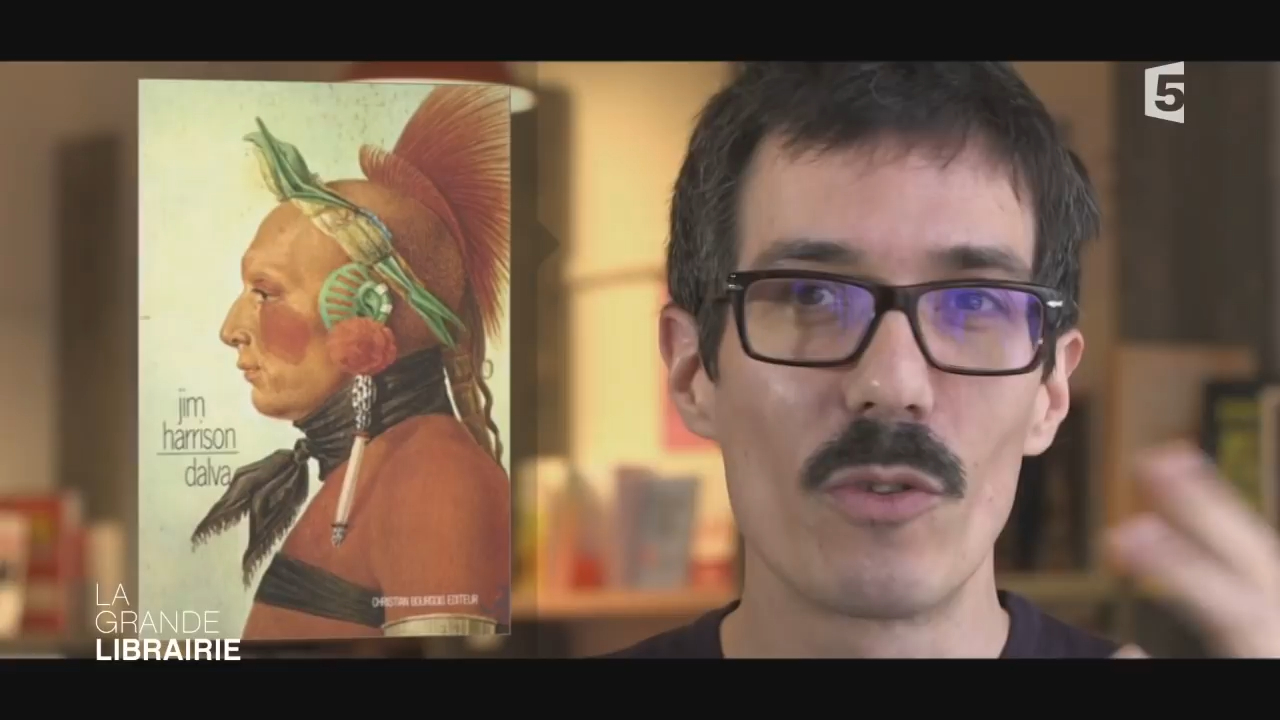 5
jim
harrison
dalva
CHRISTIAN BOURGOIS EDITEUR
LA
GRANDE
LIBRAIRIE